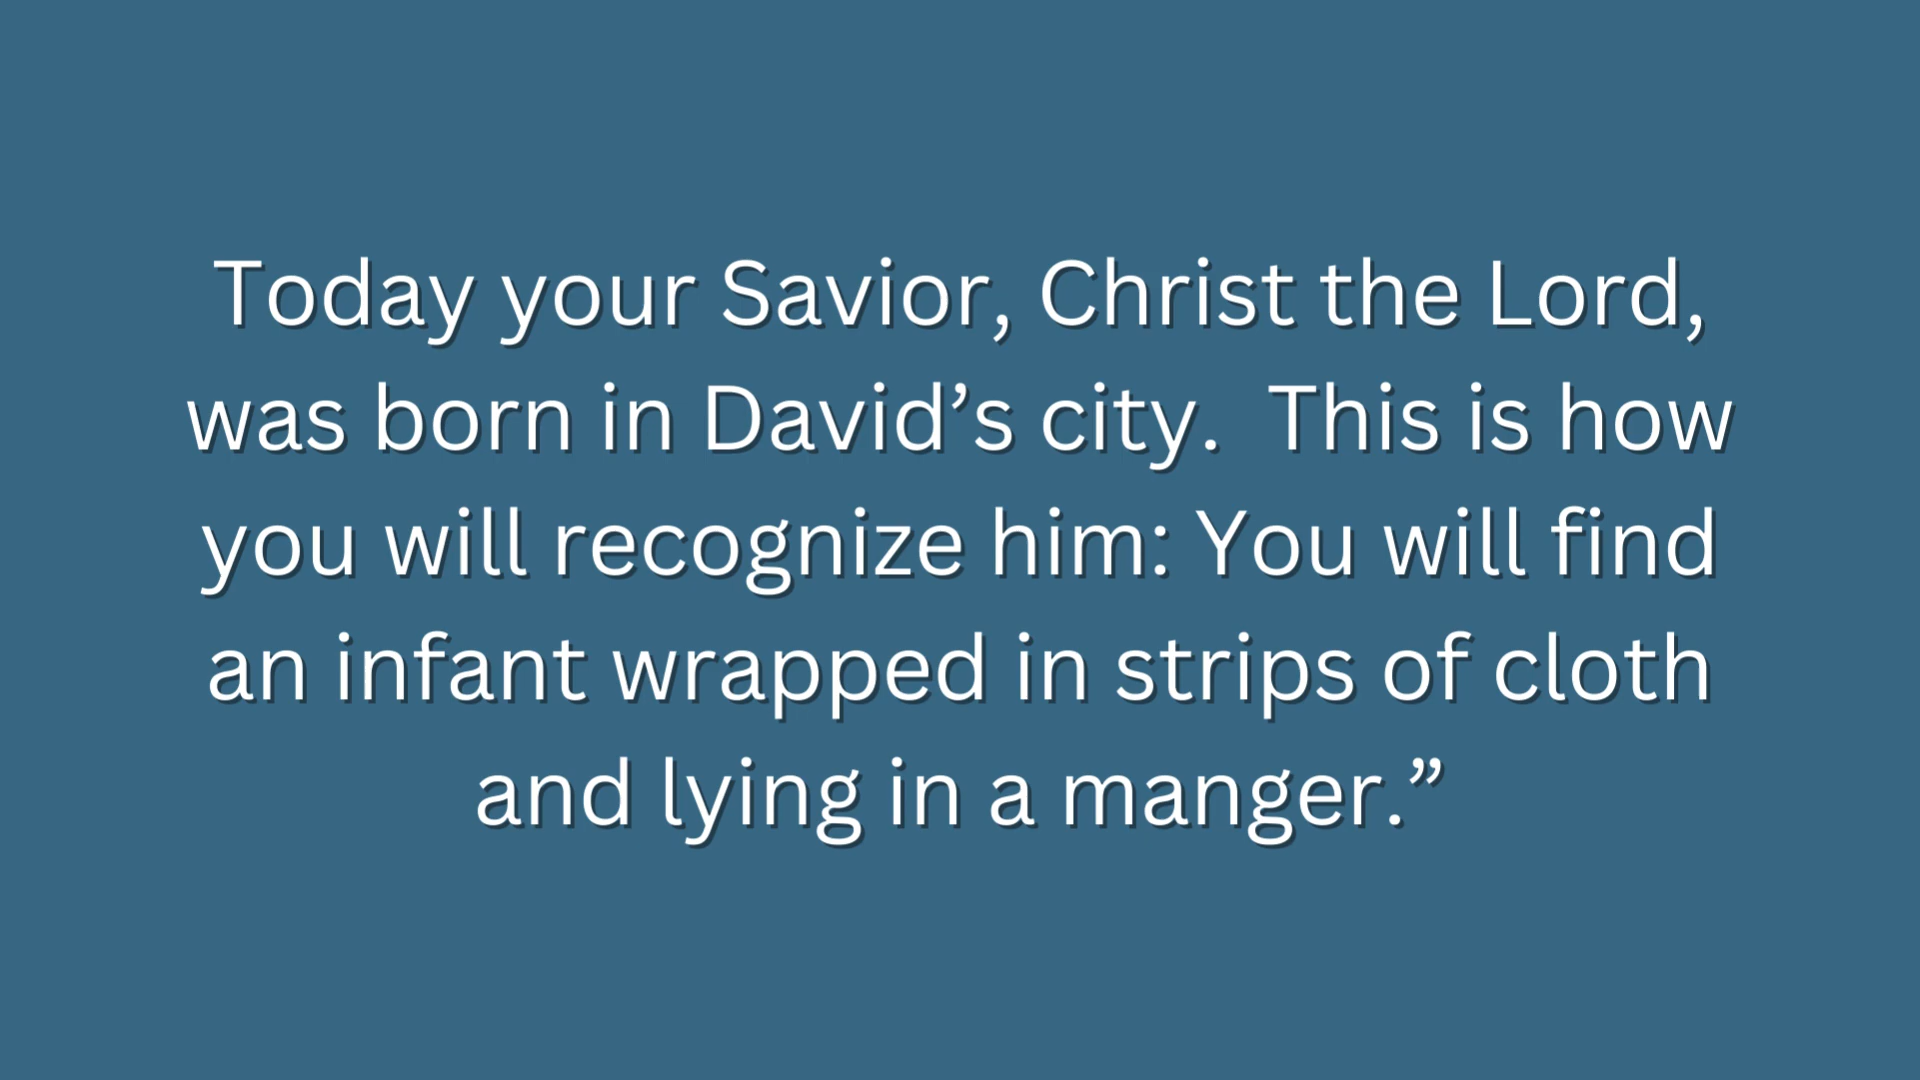 Today your Savior, Christ the Lord,
was born in David’s city.  This is how
you will recognize him: You will find
an infant wrapped in strips of cloth
and lying in a manger.”